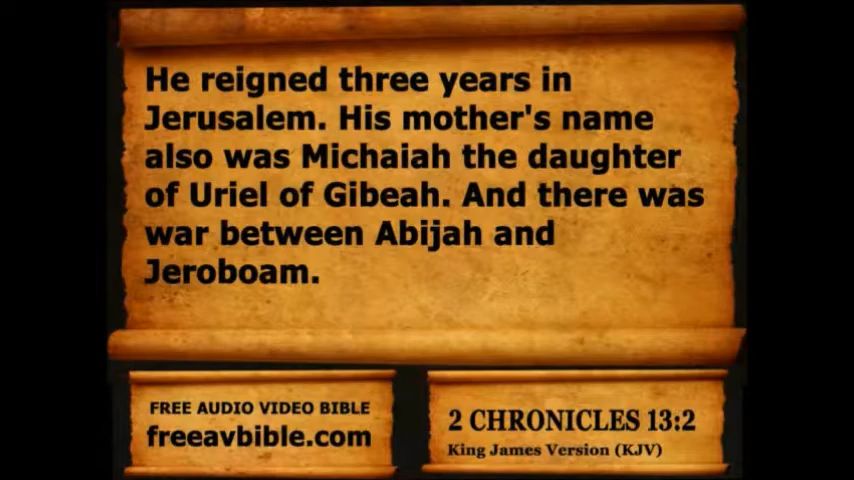 He reigned three years in
Jerusalem. His mother's name
also was Michaiah the daughter
of Uriel of Gibeah. And there was
war between Abijah and
Jeroboam.
FREE AUDIO VIDEO BIBLE
freeavbible.com
2 CHRONICLES 13:2
King James Version (KJV)